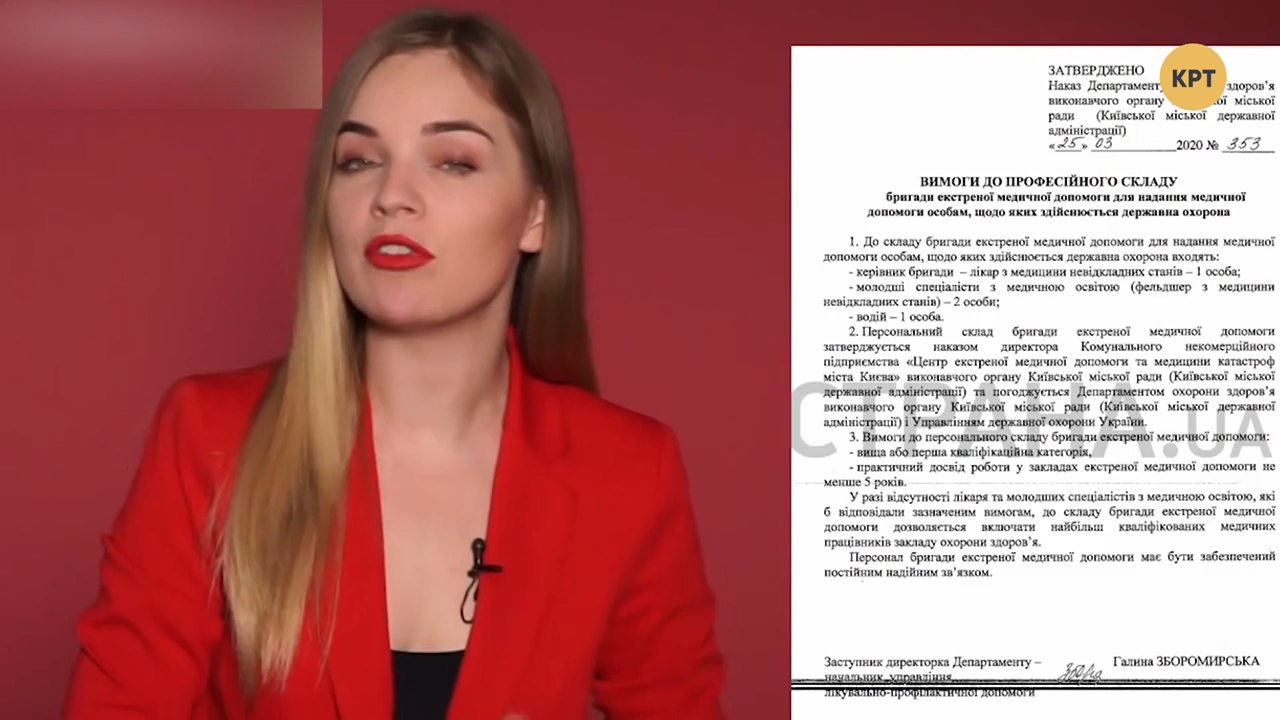 КРТ
ЗАТВЕРДЖЕНО
Наказ Департаменту здоров’я
виконавчого органу міської
ради (Київської міської державної
адміністрації)
«25» 03 2020 № 353
ВИМОГИ ДО ПРОФЕСІЙНОГО СКЛАДУ
бригади екстреної медичної допомоги для надання медичної
допомоги особам, щодо яких здійснюється державна охорона
1. До складу бригади екстреної медичної допомоги для надання медичної
допомоги особам, щодо яких здійснюється державна охорона входять:
- керівник бригади – лікар з медицини невідкладних станів – 1 особа;
- молодші спеціалісти з медичною освітою (фельдшер з медицини
невідкладних станів) – 2 особи;
- водій – 1 особа.
2. Персональний склад бригади екстреної медичної допомоги
затверджується наказом директора Комунального некомерційного
підприємства «Центр екстреної медичної допомоги та медицини катастроф
міста Києва» виконавчого органу Київської міської ради (Київської міської
державної адміністрації) та погоджується Департаментом охорони здоров’я
виконавчого органу Київської міської ради (Київської міської державної
адміністрації) і Управлінням державної охорони України.
СТРАНА.UA
3. Вимоги до персонального складу бригади екстреної медичної допомоги:
- вища або перша кваліфікаційна категорія,
- практичний досвід роботи у закладах екстреної медичної допомоги не
менше 5 років.
У разі відсутності лікаря та молодших спеціалістів з медичною освітою, які
б відповідали зазначеним вимогам, до складу бригади екстреної медичної
допомоги дозволяється включати найбільш кваліфікованих медичних
працівників закладу охорони здоров’я.
Персонал бригади екстреної медичної допомоги має бути забезпечений
постійним надійним зв’язком.
Заступник директорка Департаменту – Галина ЗБОРОМИРСЬКА
начальник управління
лікувально-профілактичної допомоги